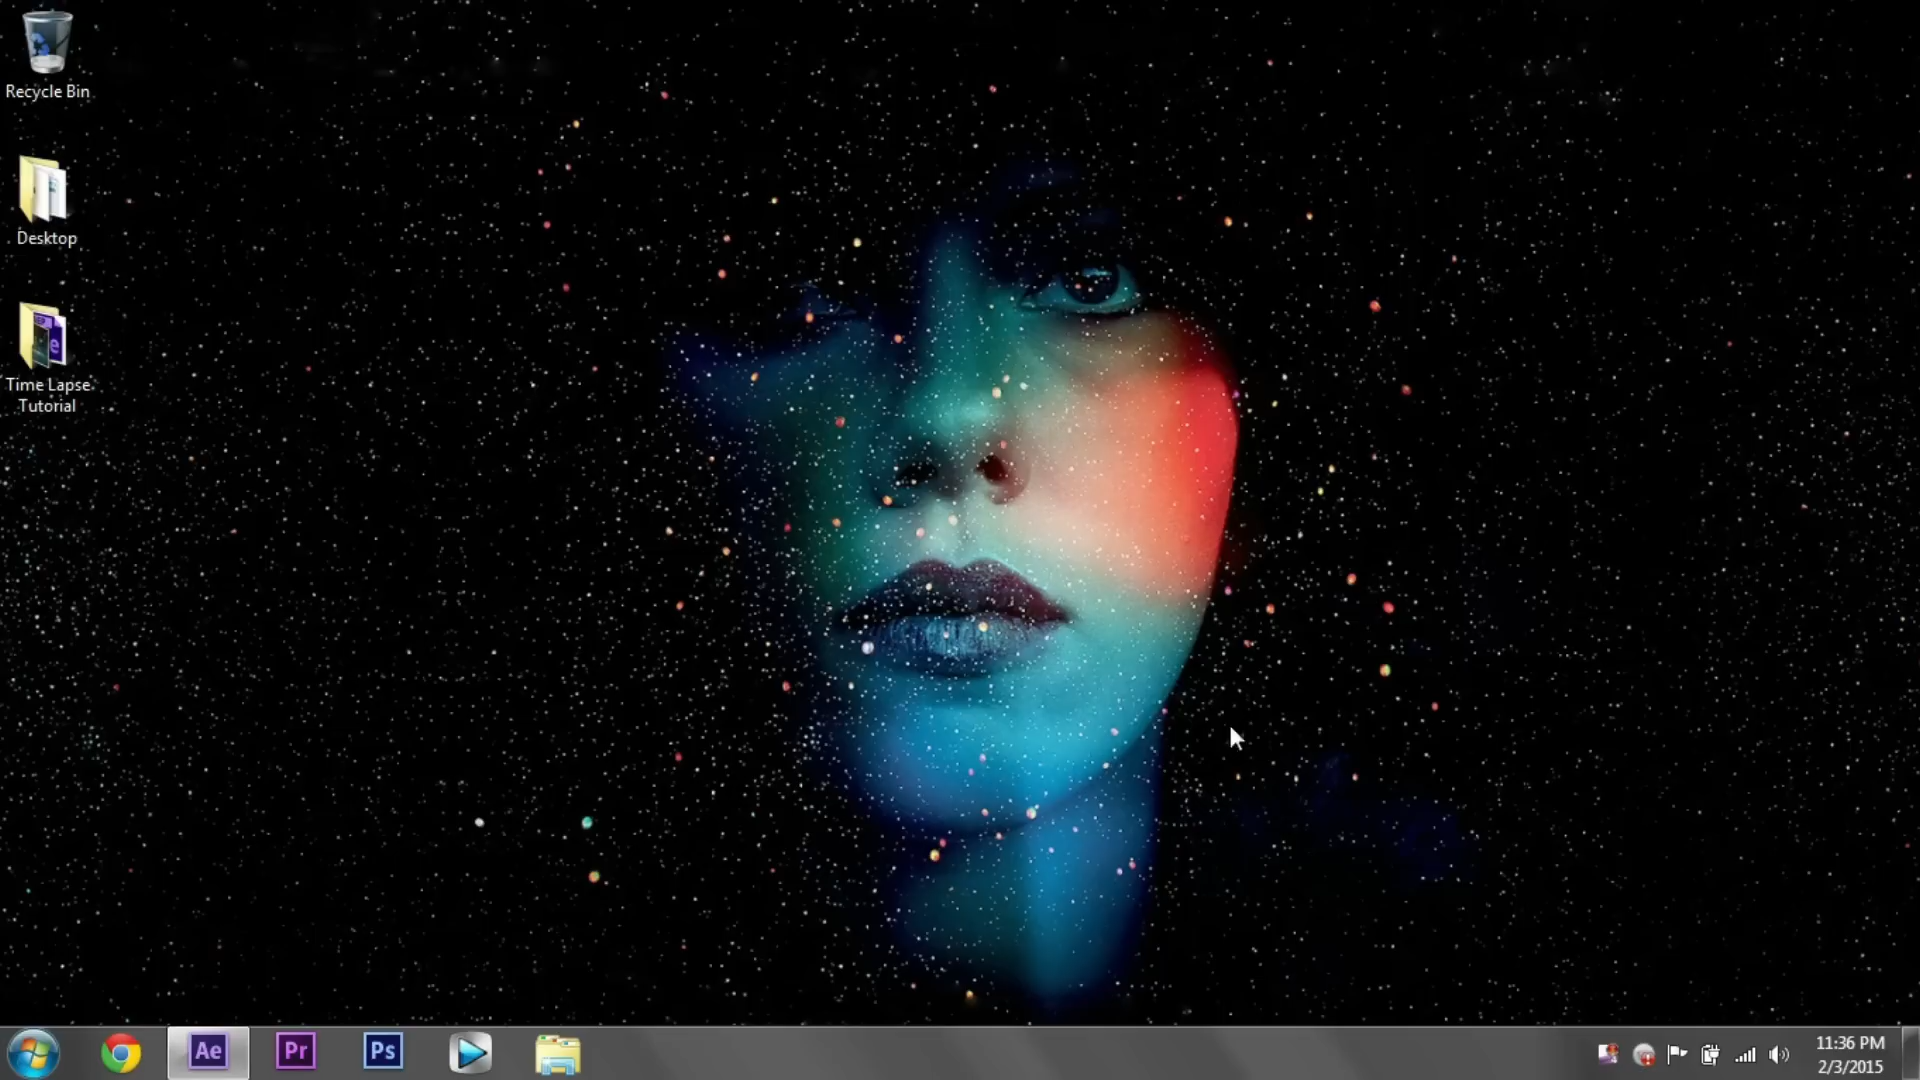 Recycle Bin
Desktop
Time Lapse
Tutorial
Ae
Pr
Ps
11:36 PM
2/3/2015